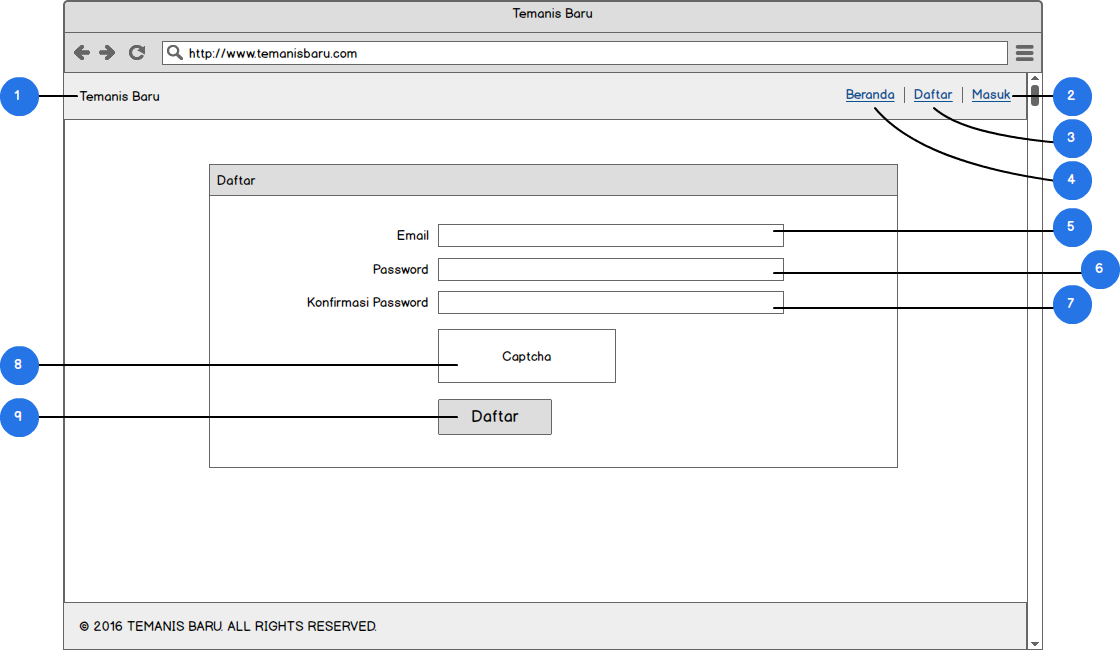 Temanis Baru
http://www.temanisbaru.com
1
Temanis Baru
Beranda | Daftar | Masuk
2
3
4
Daftar
Email
5
Password
6
Konfirmasi Password
7
8
Captcha
9
Daftar
© 2016 TEMANIS BARU. ALL RIGHTS RESERVED.